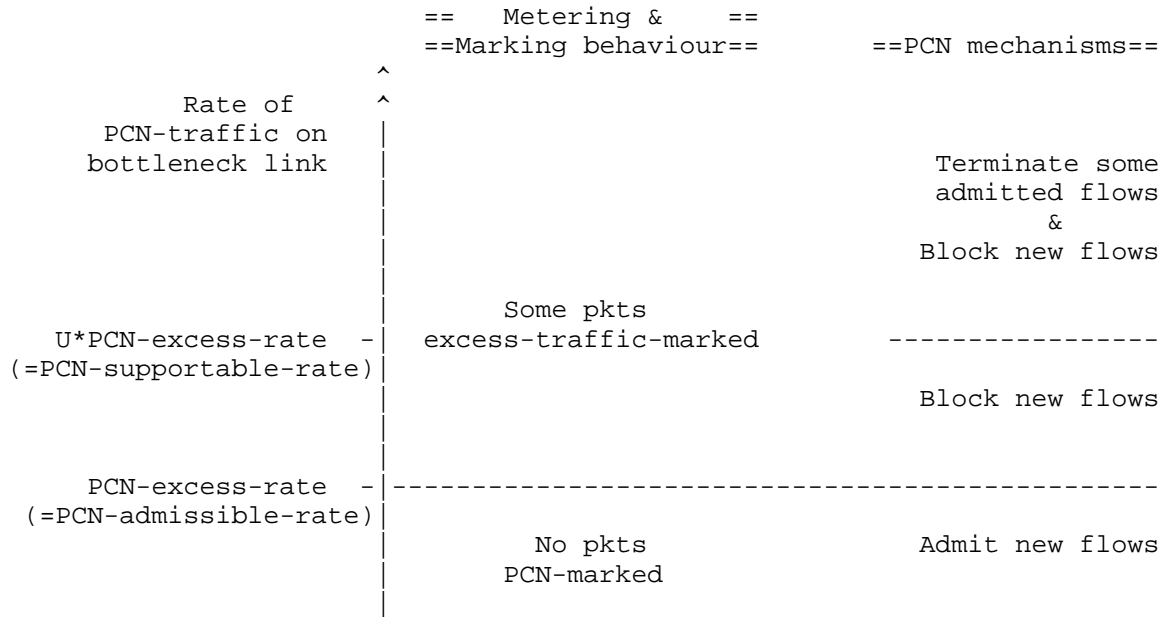 == Metering & ==
==Marking behaviour== ==PCN mechanisms==
^
Rate of ^
PCN-traffic on |
bottleneck link | Terminate some
| admitted flows
| &
| Block new flows
|
| Some pkts
U*PCN-excess-rate -| excess-traffic-marked -----------------
(=PCN-supportable-rate)|
| Block new flows
|
|
PCN-excess-rate -|------------------------------------------------
(=PCN-admissible-rate)|
| No pkts Admit new flows
| PCN-marked
|